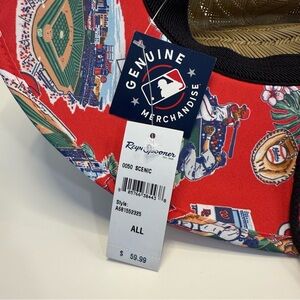 GENUINE
MERCHANDISE
Reyn Spooner
0050 SCENIC
Style:
ALL
$ 59.99